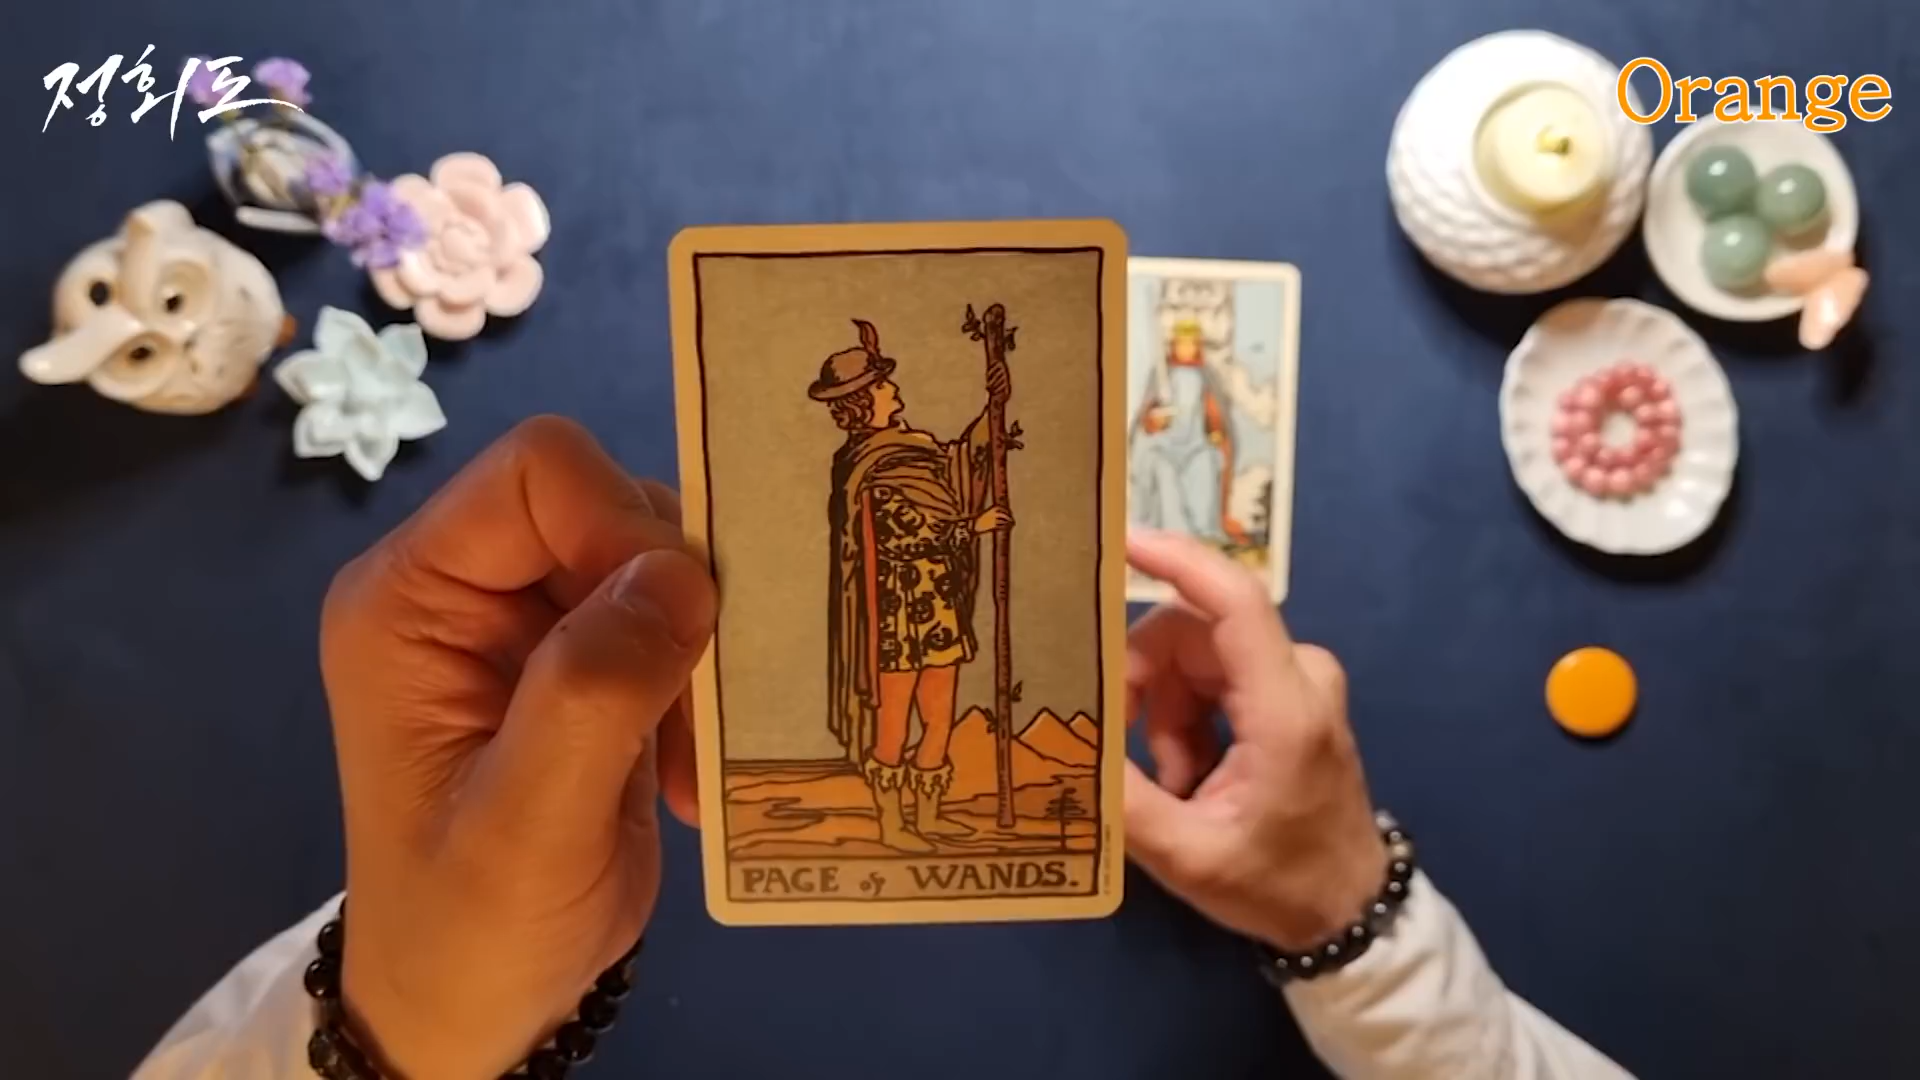 정회도
Orange
PAGE of WANDS.